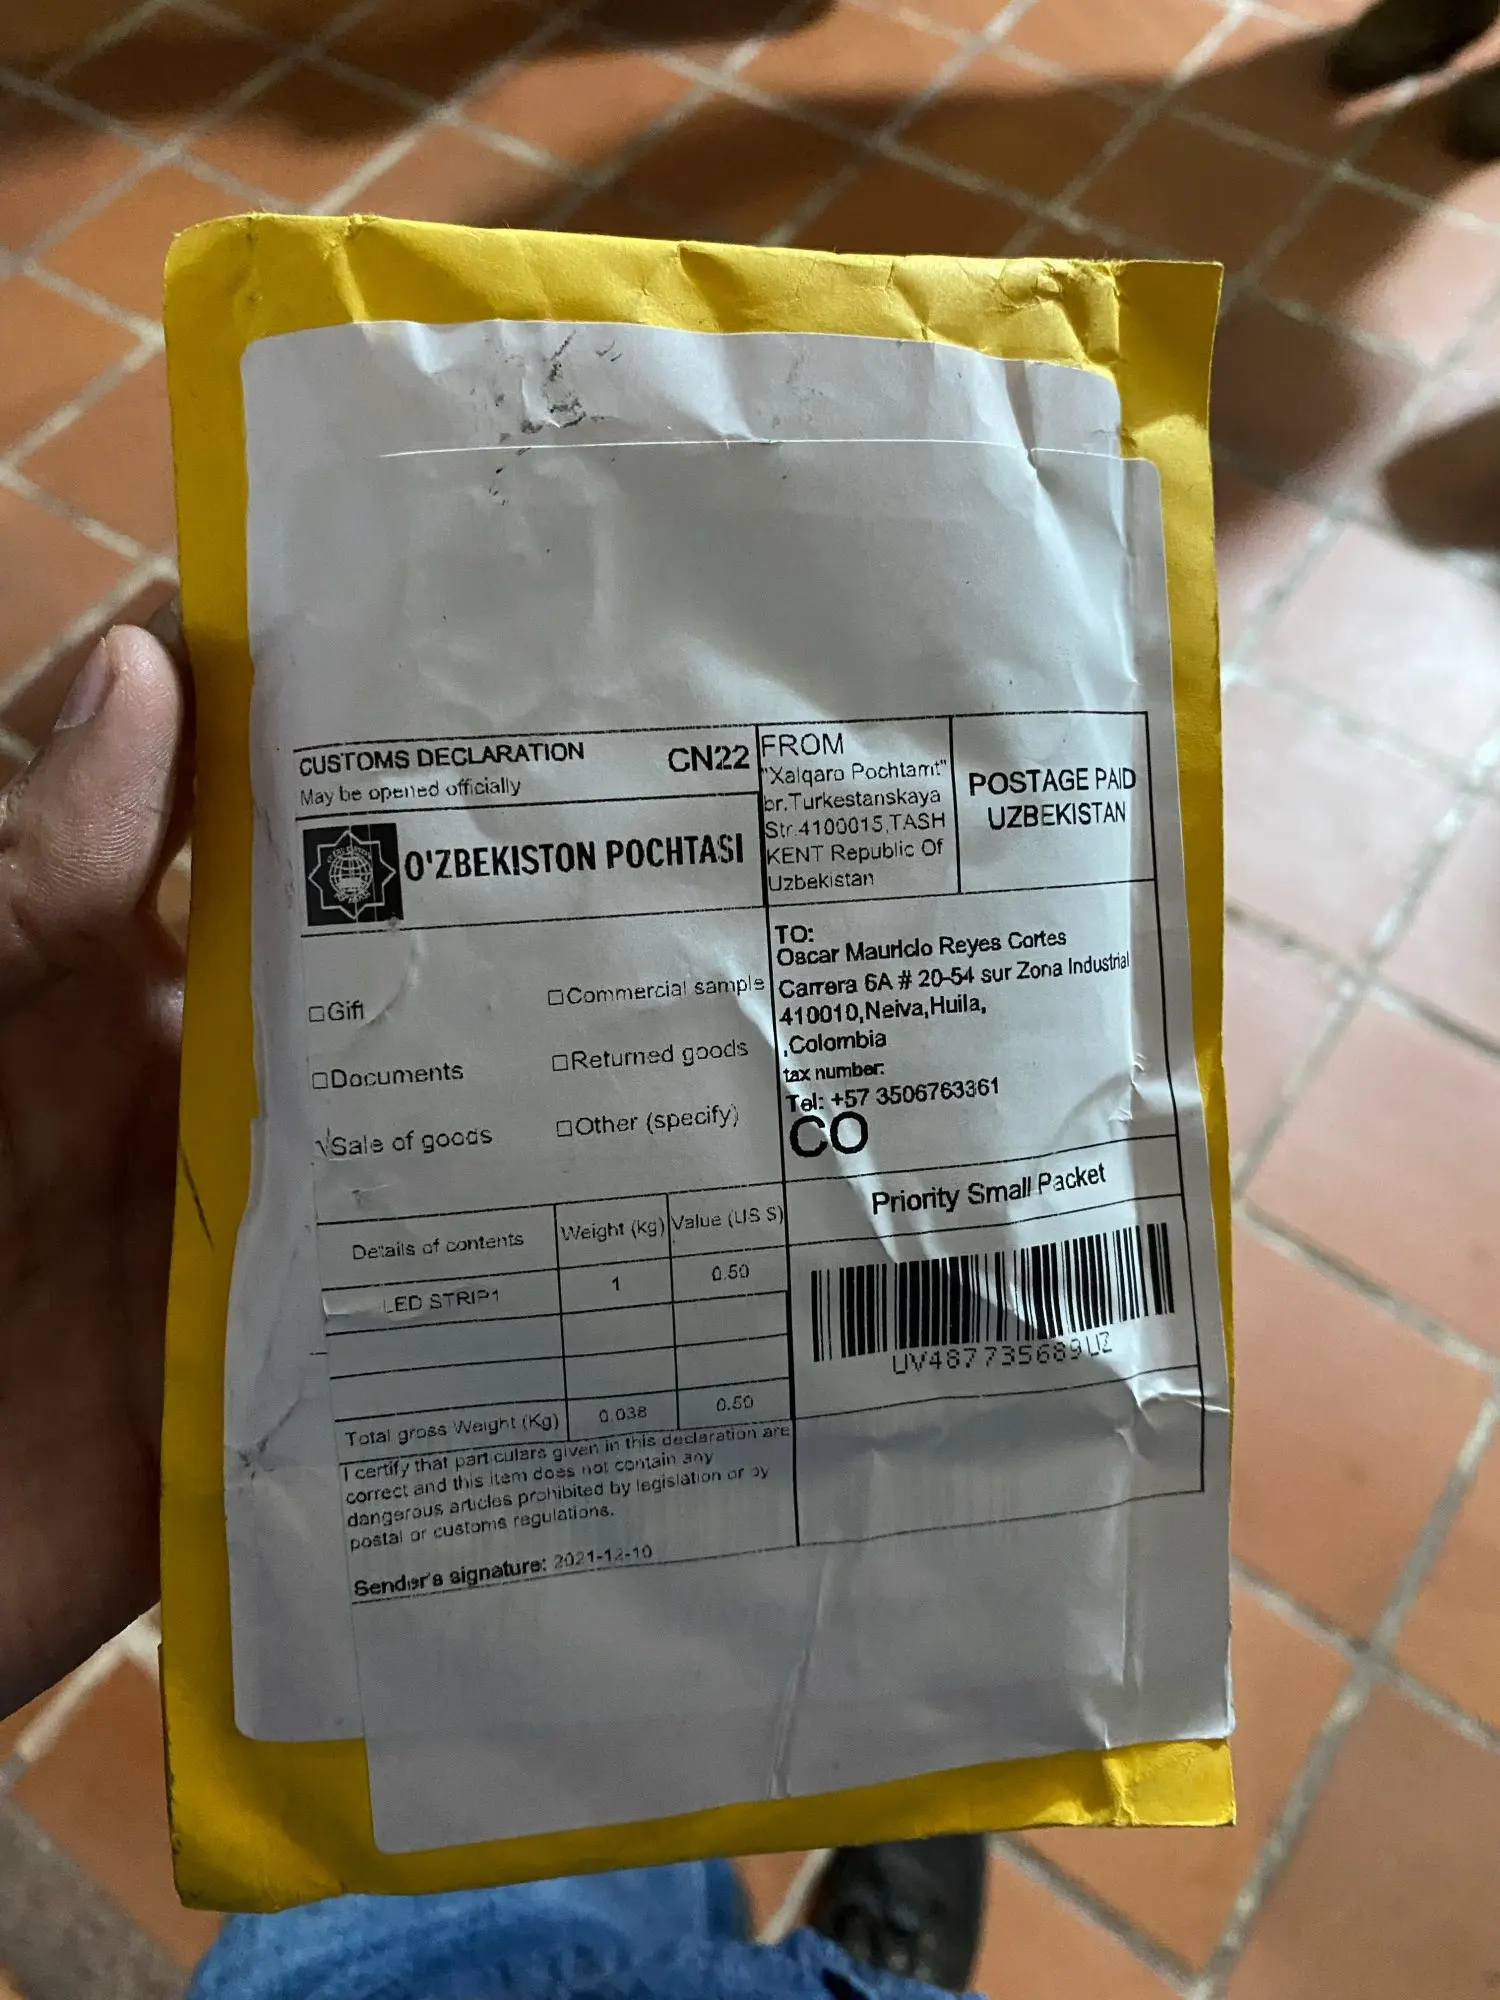 CUSTOMS DECLARATION CN22
May be opened officially
O'ZBEKISTON POCHTASI
FROM
"Xalqaro Pochtamt"
br.Turkestanskaya
Str.4100015,TASH
KENT Republic Of
Uzbekistan
POSTAGE PAID
UZBEKISTAN
□Gift □Commercial sample
□Documents □Returned goods
√Sale of goods □Other (specify)
TO:
Oscar Mauricio Reyes Cortes
Carrera 6A # 20-54 sur Zona Industrial
410010,Neiva,Huila,
,Colombia
tax number:
Tel: +57 3506763361
CO
Priority Small Packet
UV487735689UZ
Details of contents Weight (Kg) Value (US $)
LED STRIP1 1 0.50
Total gross Weight (Kg) 0.038 0.50
I certify that particulars given in this declaration are
correct and this item does not contain any
dangerous articles prohibited by legislation or by
postal or customs regulations.
Sender's signature: 2021-12-10